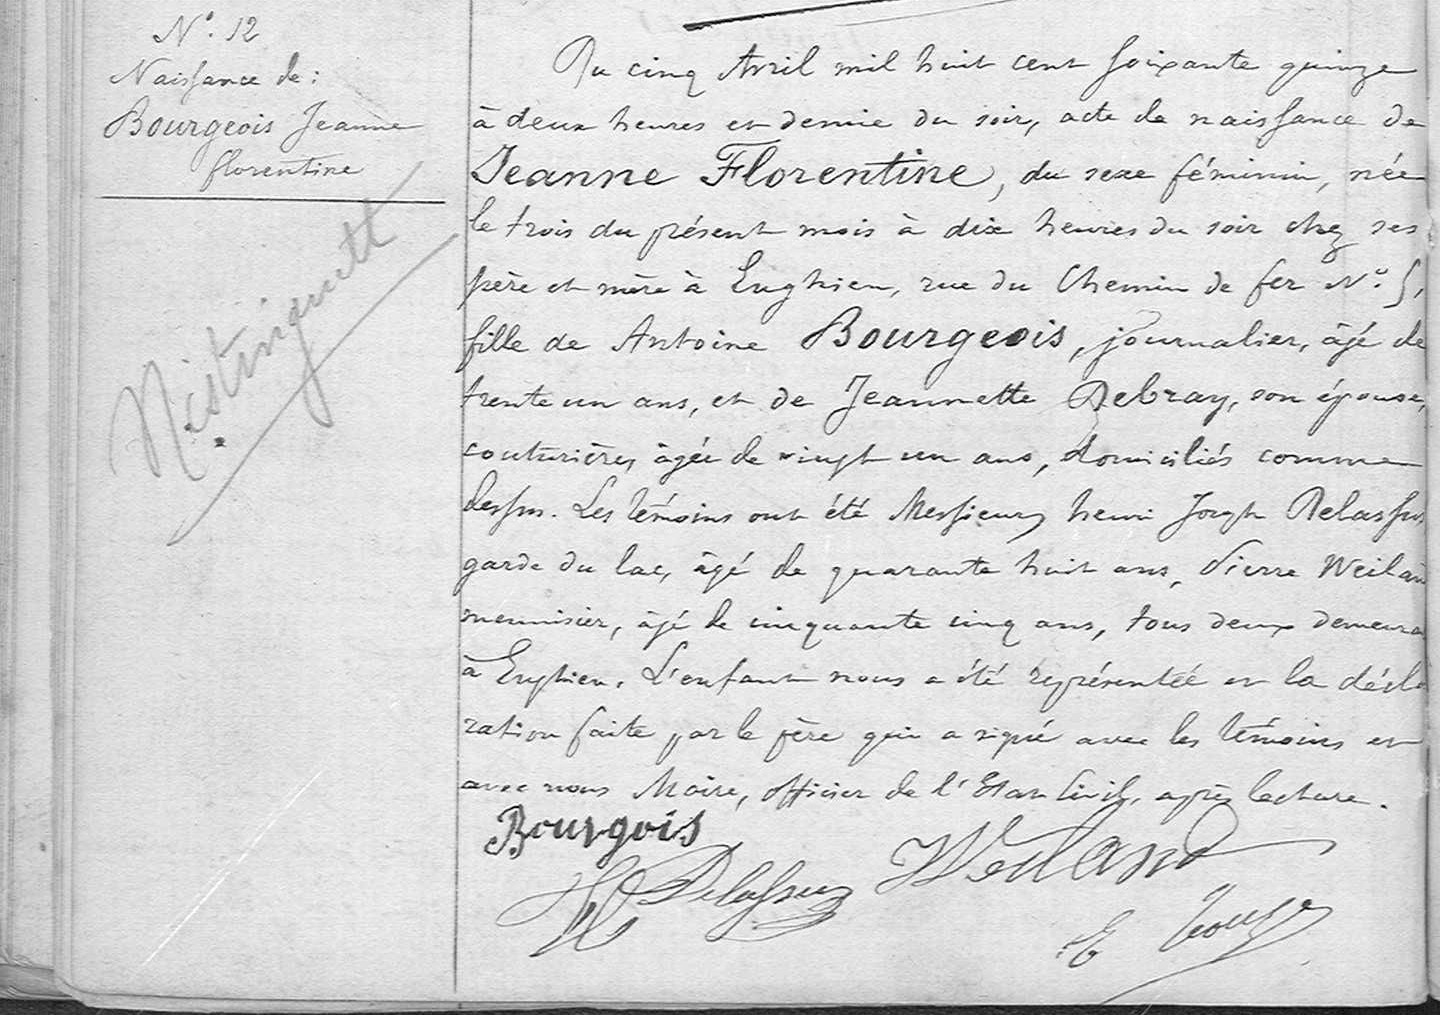 N°. 12
Naissance de :
Bourgeois Jeanne
florentine
Mistinguett
Du cinq Avril mil huit cent soixante quinze
à deux heures et demie du soir, acte de naissance de
Jeanne Florentine, du sexe féminin, née
le trois du présent mois à dix heures du soir chez ses
père et mère à Enghien, rue du Chemin de fer N°. 5,
fille de Antoine Bourgeois, journalier, âgé de
trente un ans, et de Jeannette Debray, son épouse,
couturière, âgée de vingt un ans, domiciliés comme
dessus. Les témoins ont été Messieurs henri Joseph Delassus
garde du lac, âgé de quarante huit ans, Pierre Weiland
menuisier, âgé de cinquante cinq ans, tous deux demeura
à Enghien. L'enfant nous a été représentée et la décla
ration faite par le père qui a signé avec les témoins et
avec nous Maire, officier de l'Etat Civil, après lecture.
Bourgois
H Delassus
Weiland
E